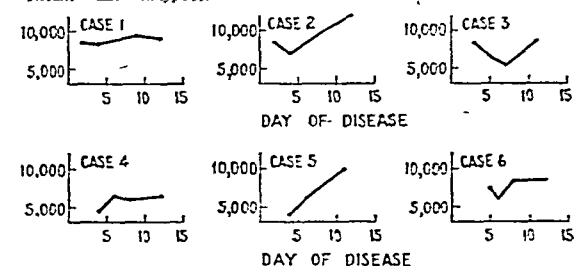 CASE 1 CASE 2 CASE 3
10,000 10,000 10,000
5,000 5,000 5,000
5 10 15 5 10 15 5 10 15
DAY OF DISEASE
CASE 4 CASE 5 CASE 6
10,000 10,000 10,000
5,000 5,000 5,000
5 10 15 5 10 15 5 10 15
DAY OF DISEASE